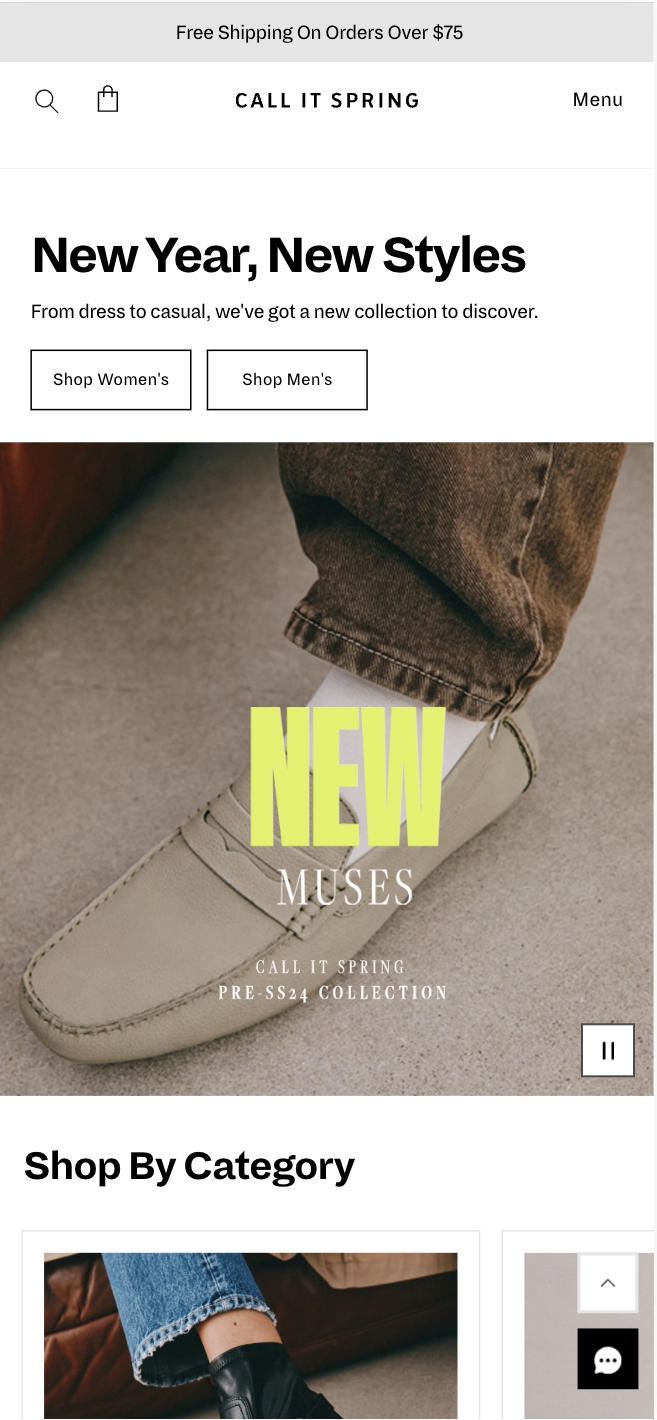 Free Shipping On Orders Over $75
CALL IT SPRING
Menu
New Year, New Styles
From dress to casual, we've got a new collection to discover.
Shop Women's
Shop Men's
NEW
MUSES
CALL IT SPRING
PRE-SS24 COLLECTION
Shop By Category